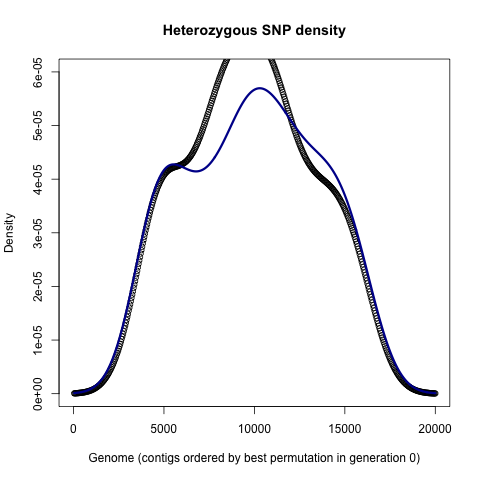 Heterozygous SNP density
Density
6e-05
5e-05
4e-05
3e-05
2e-05
1e-05
0e+00
0 5000 10000 15000 20000
Genome (contigs ordered by best permutation in generation 0)